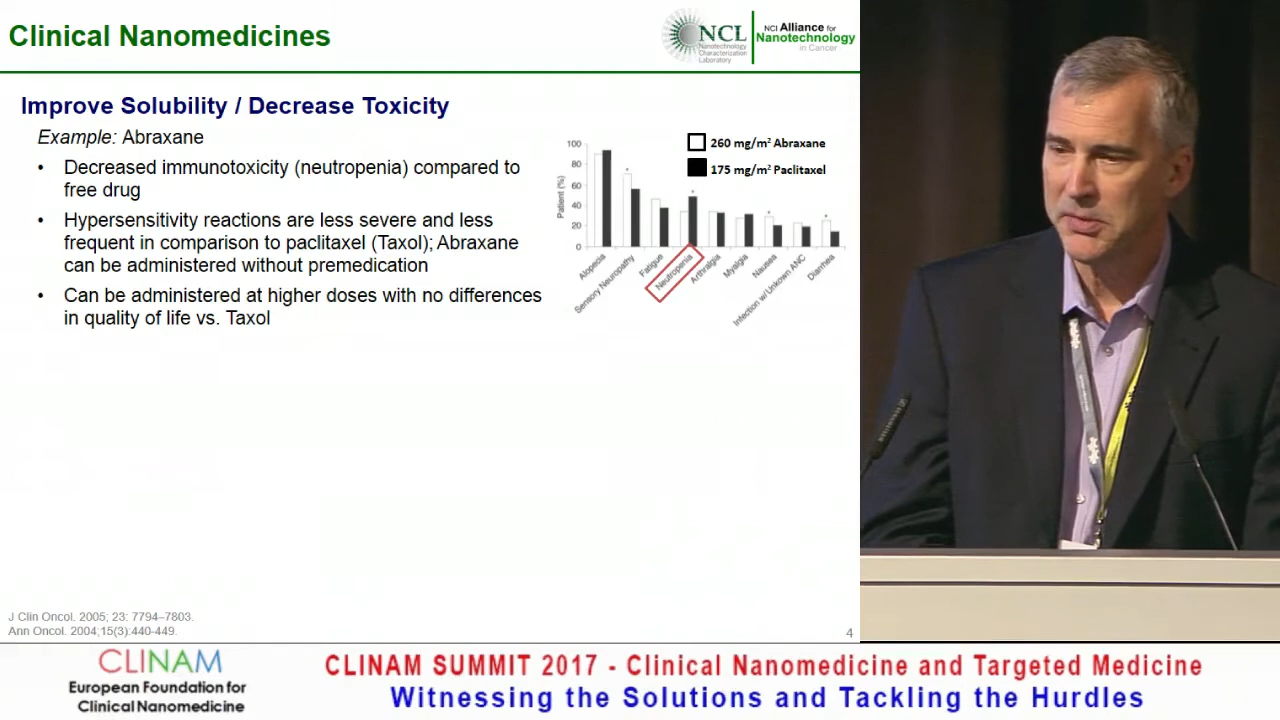 Clinical Nanomedicines
NCL
Nanotechnology
Characterization
Laboratory
NCI Alliance for
Nanotechnology
in Cancer
Improve Solubility / Decrease Toxicity
Example: Abraxane
• Decreased immunotoxicity (neutropenia) compared to
free drug
• Hypersensitivity reactions are less severe and less
frequent in comparison to paclitaxel (Taxol); Abraxane
can be administered without premedication
• Can be administered at higher doses with no differences
in quality of life vs. Taxol
260 mg/m² Abraxane
175 mg/m² Paclitaxel
Patient (%)
100
80
60
40
20
0
Alopecia
Sensory Neuropathy
Fatigue
Neutropenia
Arthralgia
Myalgia
Nausea
Infection w/ Unkown ANC
Diarrhea
J Clin Oncol. 2005; 23: 7794–7803.
Ann Oncol. 2004;15(3):440-449.
4
CLINAM
European Foundation for
Clinical Nanomedicine
CLINAM SUMMIT 2017 - Clinical Nanomedicine and Targeted Medicine
Witnessing the Solutions and Tackling the Hurdles